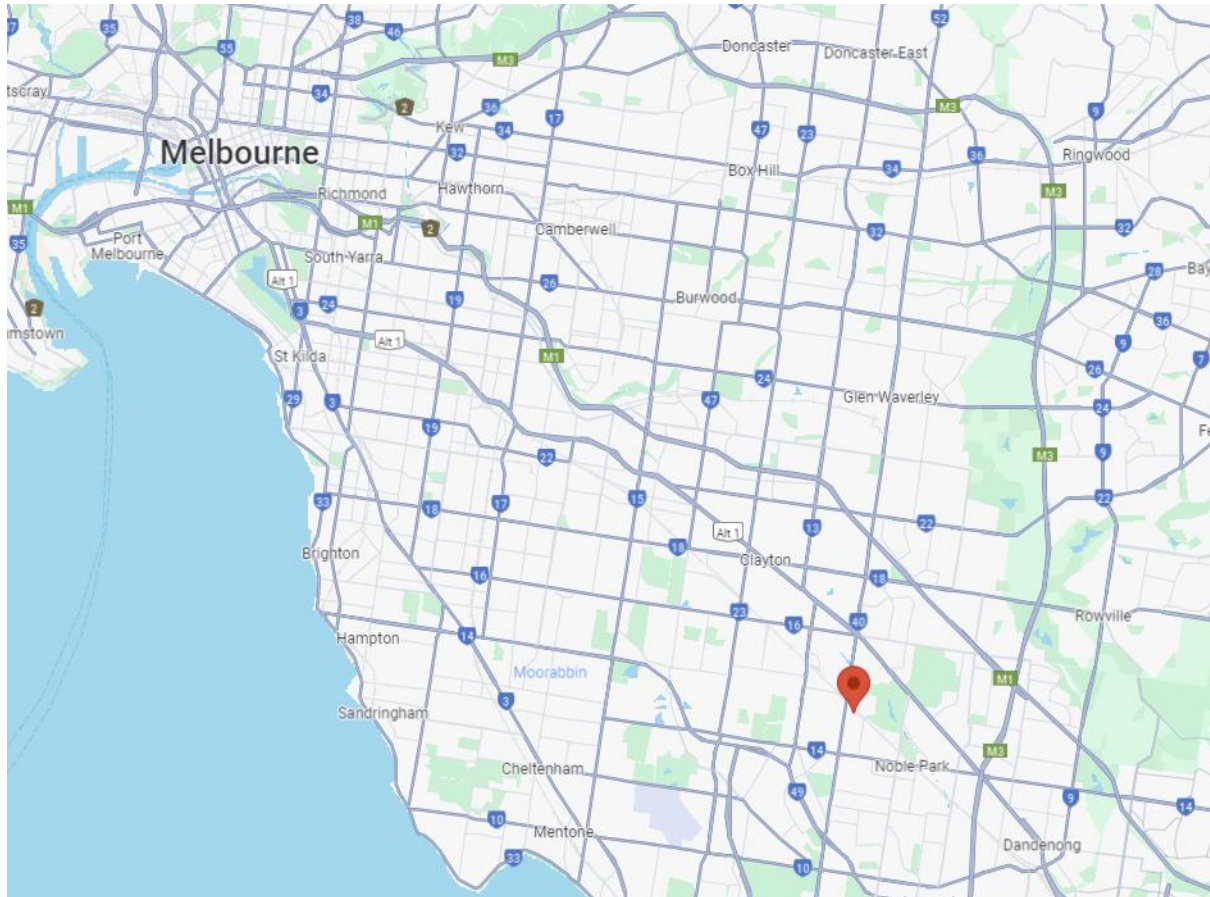 37
35
38
46
52
55
Doncaster
Doncaster East
M3
tscray
34
2
36
17
M3
9
Kew
34
47
23
36
Ringwood
Melbourne
32
Box Hill
34
Richmond
Hawthorn
M3
M1
M1
2
Camberwell
32
32
35
Port
Melbourne
South Yarra
28
Bay
Alt 1
26
19
Burwood
2
3
24
36
mstown
Alt 1
9
St Kilda
M1
7
24
26
29
3
47
Glen Waverley
24
19
Fe
22
M3
9
33
18
17
15
22
13
22
Alt 1
Brighton
18
Clayton
16
18
23
16
40
Rowville
Hampton
14
Moorabbin
M1
3
Sandringham
14
M3
Cheltenham
Noble Park
49
9
14
10
Mentone
Dandenong
33
10